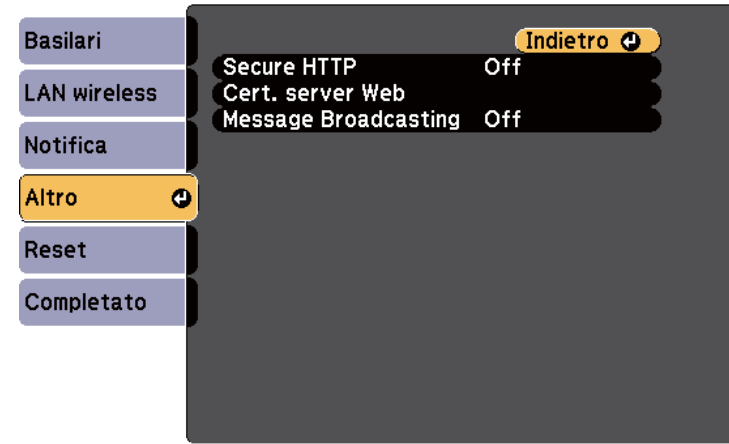 Basilari
LAN wireless
Notifica
Altro
Reset
Completato
Indietro
Secure HTTP Off
Cert. server Web
Message Broadcasting Off